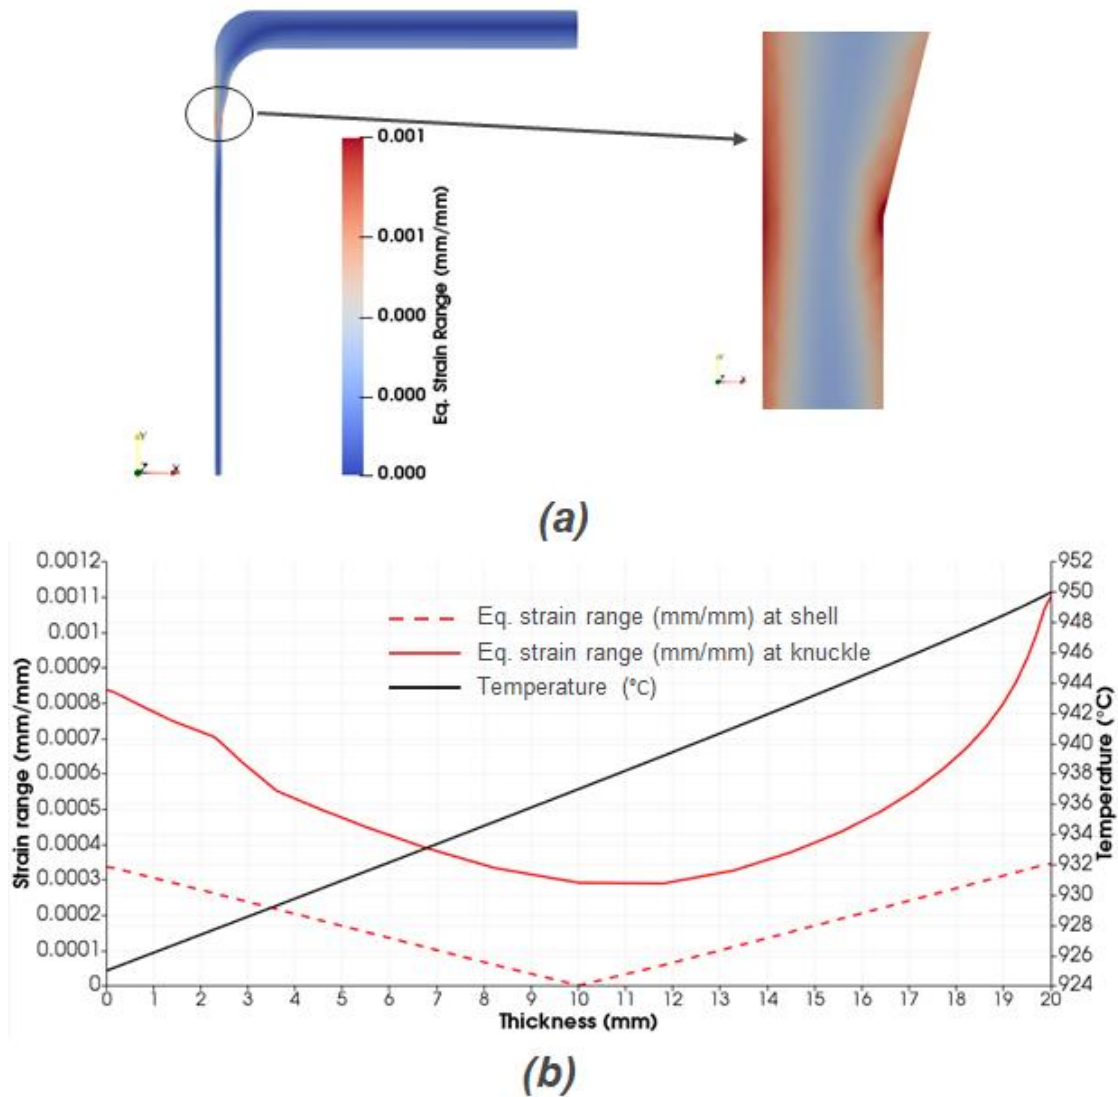 0.001
0.001
0.000
0.000
0.000
Eq. Strain Range (mm/mm)
Y
Z
X
Y
Z
X
(a)
0.0012
0.0011
0.001
0.0009
0.0008
0.0007
0.0006
0.0005
0.0004
0.0003
0.0002
0.0001
0
Strain range (mm/mm)
Eq. strain range (mm/mm) at shell
Eq. strain range (mm/mm) at knuckle
Temperature (°C)
952
950
948
946
944
942
940
938
936
934
932
930
928
926
924
Temperature (°C)
0 1 2 3 4 5 6 7 8 9 10 11 12 13 14 15 16 17 18 19 20
Thickness (mm)
(b)